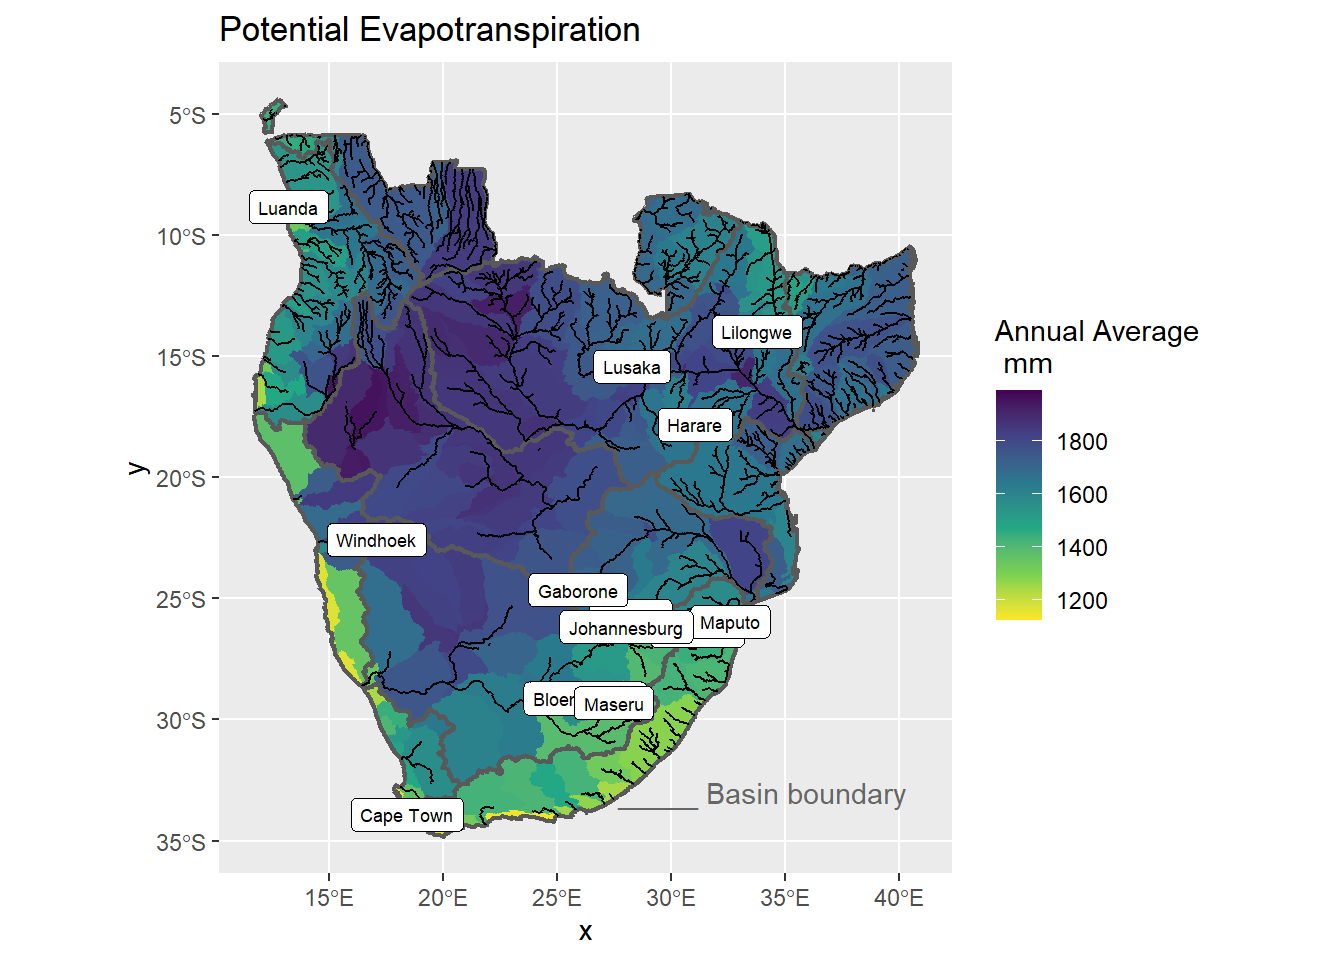 Potential Evapotranspiration
5°S
10°S
15°S
20°S
25°S
30°S
35°S
y
Luanda
Lilongwe
Lusaka
Harare
Windhoek
Gaborone
Maputo
Johannesburg
Bloem
Maseru
Basin boundary
Cape Town
15°E
20°E
25°E
30°E
35°E
40°E
x
Annual Average
mm
1800
1600
1400
1200